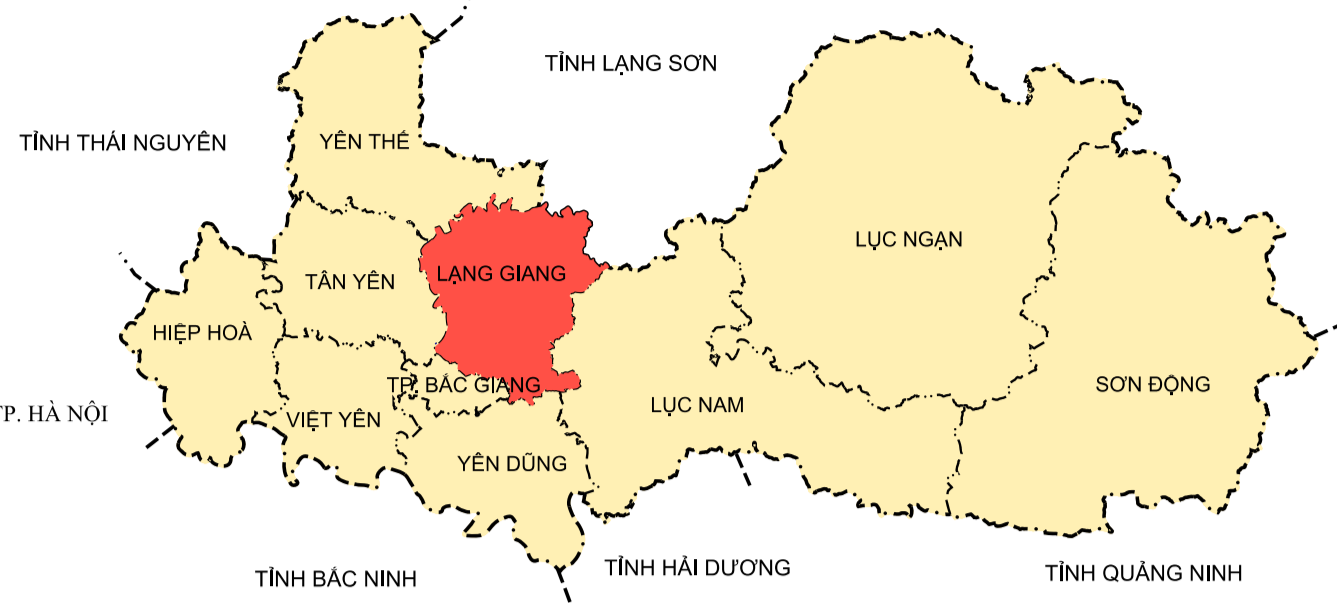 TỈNH LẠNG SƠN
TỈNH THÁI NGUYÊN
YÊN THẾ
LỤC NGẠN
LẠNG GIANG
TÂN YÊN
HIỆP HOÀ
SƠN ĐỘNG
TP. BẮC GIANG
LỤC NAM
TP. HÀ NỘI
VIỆT YÊN
YÊN DŨNG
TỈNH HẢI DƯƠNG
TỈNH QUẢNG NINH
TỈNH BẮC NINH